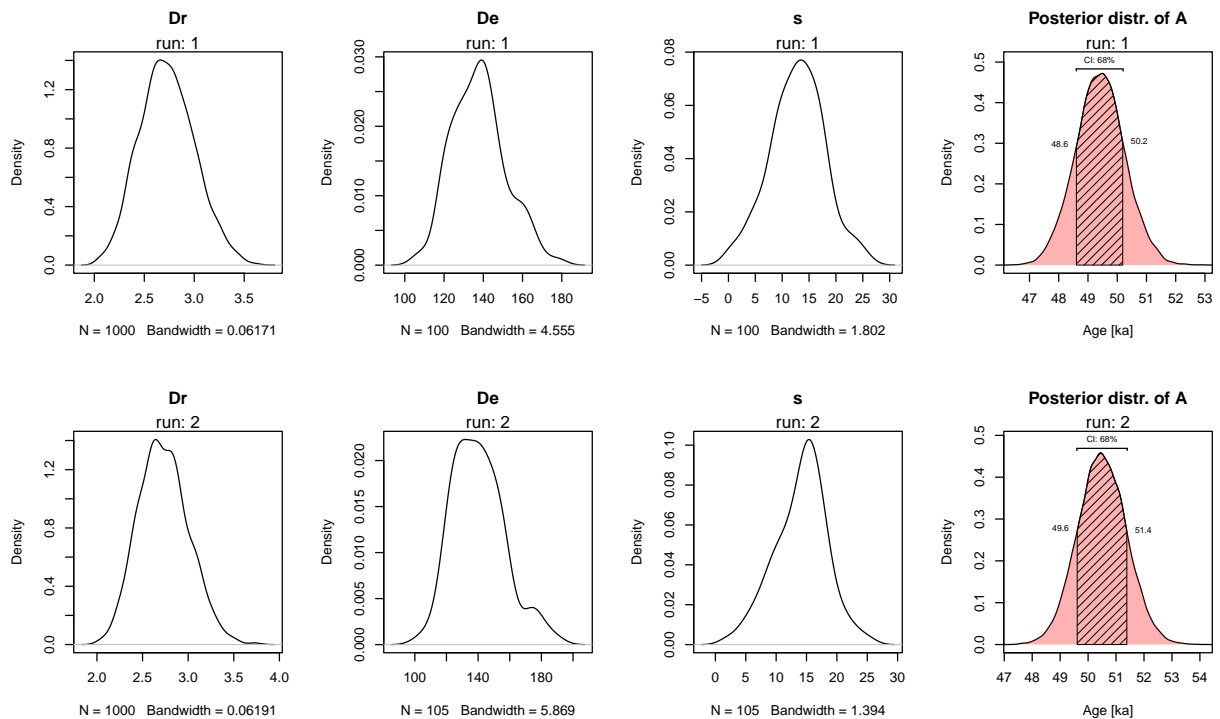 Dr
run: 1
Density
0.0 0.4 0.8 1.2
2.0 2.5 3.0 3.5
N = 1000 Bandwidth = 0.06171
De
run: 1
Density
0.000 0.010 0.020 0.030
100 120 140 160 180
N = 100 Bandwidth = 4.555
s
run: 1
Density
0.00 0.02 0.04 0.06 0.08
−5 0 5 10 15 20 25 30
N = 100 Bandwidth = 1.802
Posterior distr. of A
run: 1
Density
0.0 0.1 0.2 0.3 0.4 0.5
CI: 68%
48.6 50.2
47 48 49 50 51 52 53
Age [ka]
Dr
run: 2
Density
0.0 0.4 0.8 1.2
2.0 2.5 3.0 3.5 4.0
N = 1000 Bandwidth = 0.06191
De
run: 2
Density
0.000 0.005 0.010 0.015 0.020
100 140 180
N = 105 Bandwidth = 5.869
s
run: 2
Density
0.00 0.02 0.04 0.06 0.08 0.10
0 5 10 15 20 25 30
N = 105 Bandwidth = 1.394
Posterior distr. of A
run: 2
Density
0.0 0.1 0.2 0.3 0.4 0.5
CI: 68%
49.6 51.4
47 48 49 50 51 52 53 54
Age [ka]